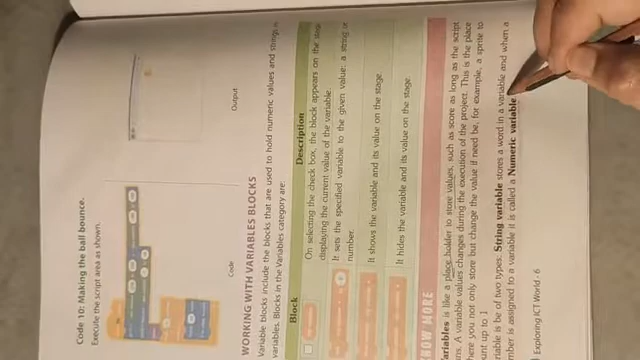 Code 10: Making the ball bounce.
Execute the script area as shown.
Code
Output
WORKING WITH VARIABLES BLOCKS
Variable blocks include the blocks that are used to hold numeric values and strings in
variables. Blocks in the Variables category are:
Block
Description
On selecting the check box, the block appears on the stage
displaying the current value of the variable.
It sets the specified variable to the given value: a string or
number.
It shows the variable and its value on the stage.
It hides the variable and its value on the stage.
KNOW MORE
Variables is like a place holder to store values, such as score as long as the script
runs. A variable values changes during the execution of the project. This is the place
where you not only store but change the value if need be, for example, a sprite to
count up to 1
riable is be of two types: String variable stores a word in a variable and when a
ber is assigned to a variable it is called a Numeric variable
Exploring ICT World - 6